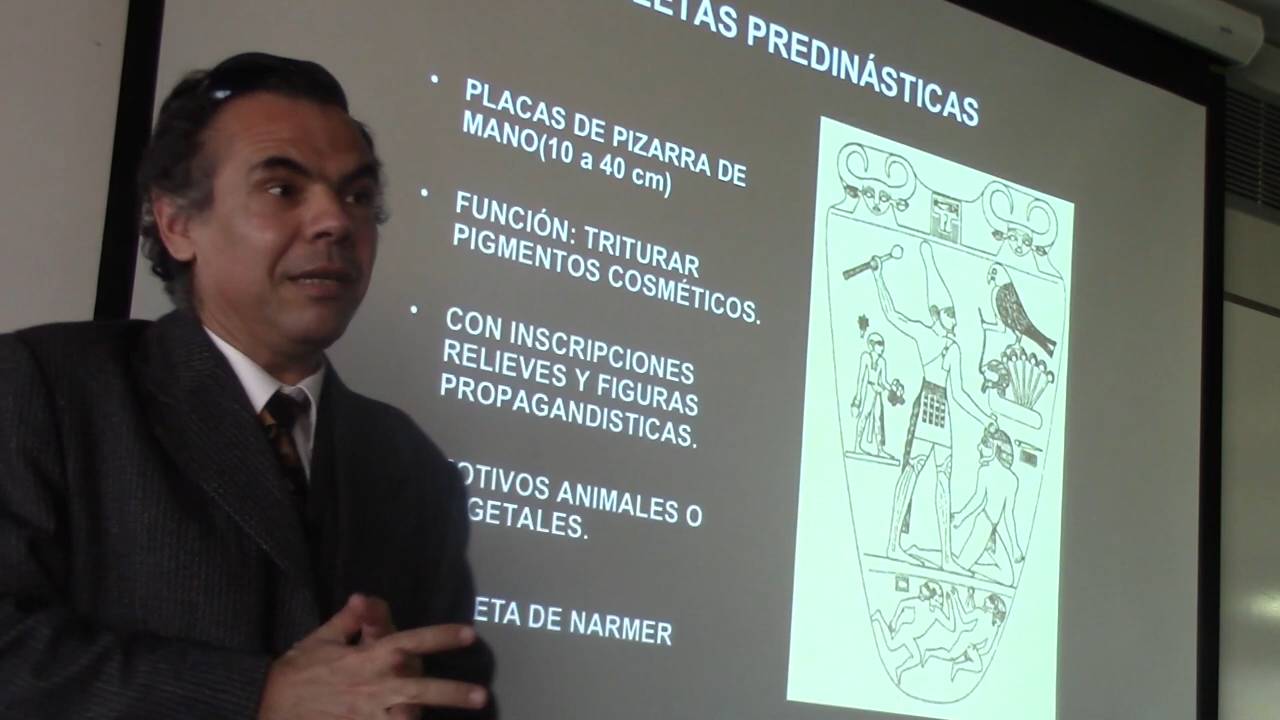 PREDINÁSTICAS
• PLACAS DE PIZARRA DE
MANO(10 a 40 cm)
• FUNCIÓN: TRITURAR
PIGMENTOS COSMÉTICOS.
• CON INSCRIPCIONES
RELIEVES Y FIGURAS
PROPAGANDISTICAS.
ANIMALES O
DE NARMER